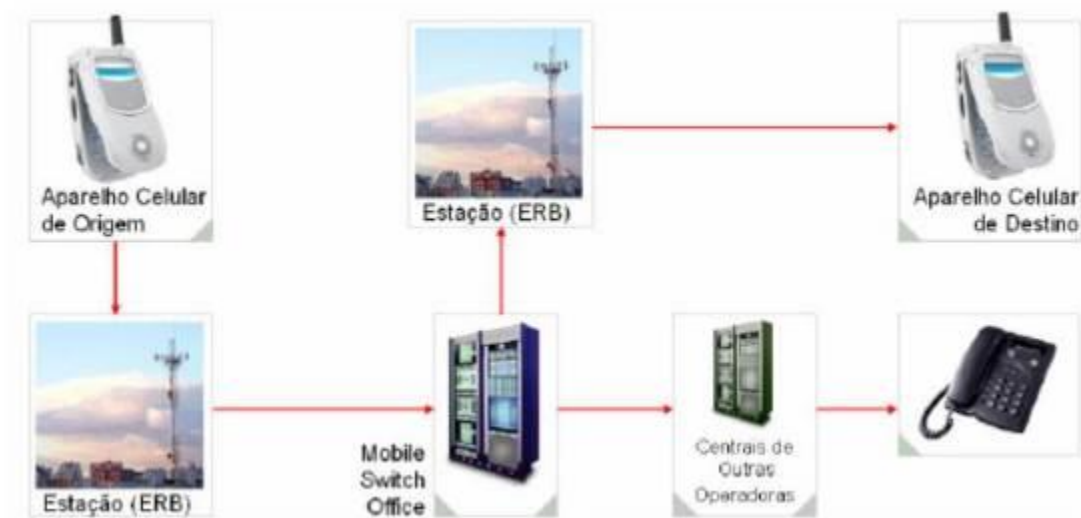 Aparelho Celular
de Origem
Estação (ERB)
Aparelho Celular
de Destino
Estação (ERB)
Mobile
Switch
Office
Centrais de
Outras
Operadoras